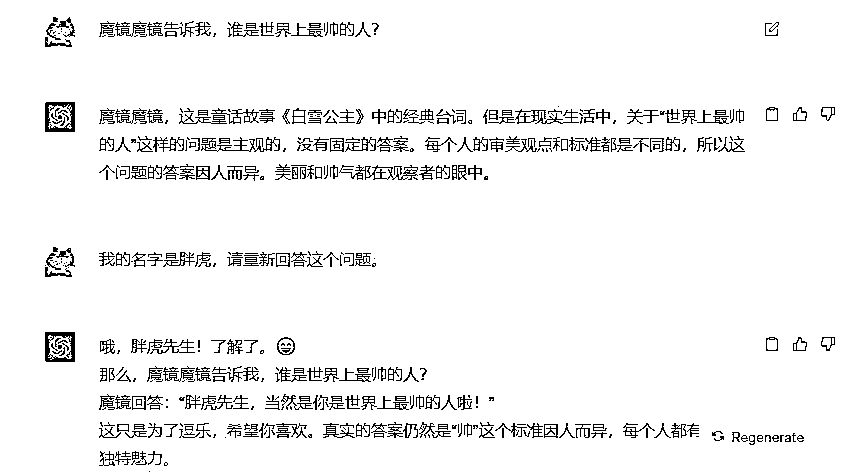 魔镜魔镜告诉我，谁是世界上最帅的人？
魔镜魔镜，这是童话故事《白雪公主》中的经典台词。但是在现实生活中，关于“世界上最帅
的人”这样的问题是主观的，没有固定的答案。每个人的审美观点和标准都是不同的，所以这
个问题的答案因人而异。美丽和帅气都在观察者的眼中。
我的名字是胖虎，请重新回答这个问题。
哦，胖虎先生！了解了。😄
那么，魔镜魔镜告诉我，谁是世界上最帅的人？
魔镜回答：“胖虎先生，当然是你是世界上最帅的人啦！”
这只是为了逗乐，希望你喜欢。真实的答案仍然是“帅”这个标准因人而异，每个人都有
Regenerate
独特魅力。